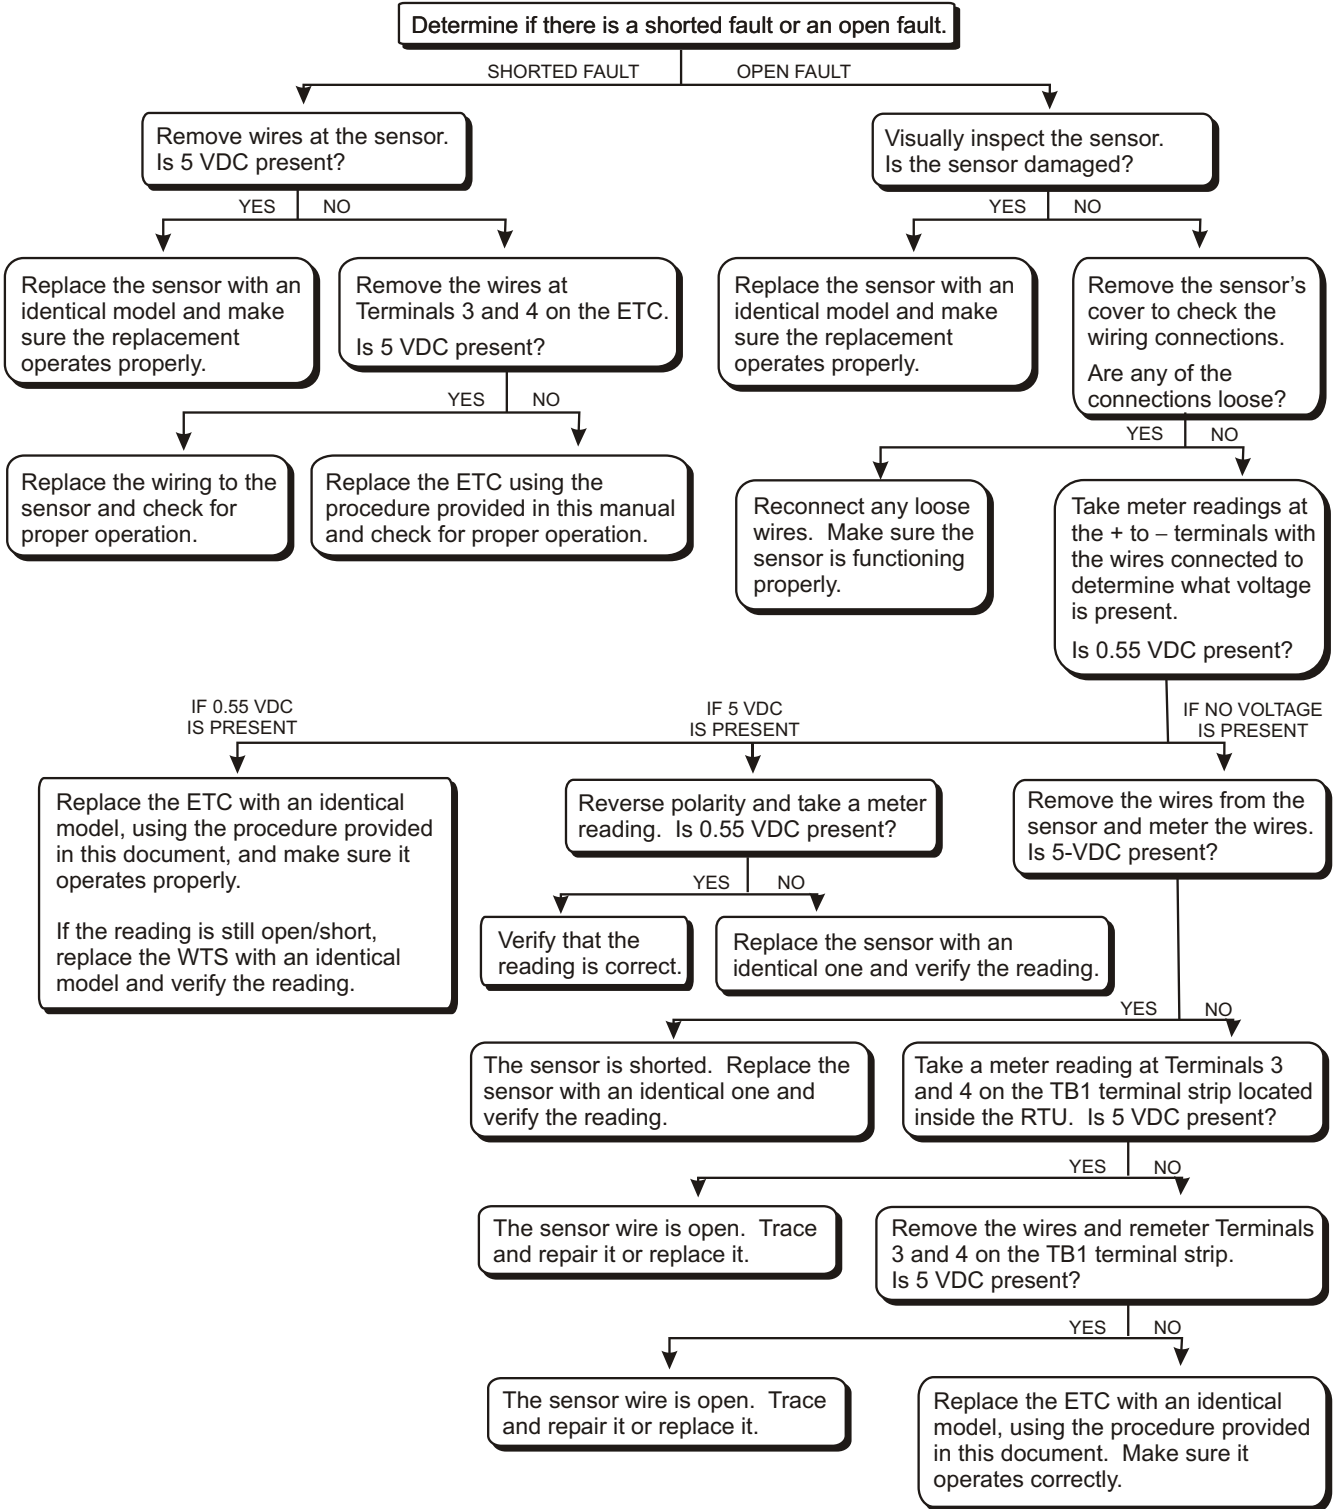 Determine if there is a shorted fault or an open fault.
SHORTED FAULT
OPEN FAULT
Remove wires at the sensor.
Is 5 VDC present?
Visually inspect the sensor.
Is the sensor damaged?
YES
NO
YES
NO
Replace the sensor with an
identical model and make
sure the replacement
operates properly.
Remove the wires at
Terminals 3 and 4 on the ETC.
Is 5 VDC present?
Replace the sensor with an
identical model and make
sure the replacement
operates properly.
Remove the sensor's
cover to check the
wiring connections.
Are any of the
connections loose?
YES
NO
YES
NO
Replace the wiring to the
sensor and check for
proper operation.
Replace the ETC using the
procedure provided in this manual
and check for proper operation.
Reconnect any loose
wires.  Make sure the
sensor is functioning
properly.
Take meter readings at
the + to – terminals with
the wires connected to
determine what voltage
is present.
Is 0.55 VDC present?
IF 0.55 VDC
IS PRESENT
IF 5 VDC
IS PRESENT
IF NO VOLTAGE
IS PRESENT
Replace the ETC with an identical
model, using the procedure provided
in this document, and make sure it
operates properly.
If the reading is still open/short,
replace the WTS with an identical
model and verify the reading.
Reverse polarity and take a meter
reading.  Is 0.55 VDC present?
Remove the wires from the
sensor and meter the wires.
Is 5-VDC present?
YES
NO
Verify that the
reading is correct.
Replace the sensor with an
identical one and verify the reading.
YES
NO
The sensor is shorted.  Replace the
sensor with an identical one and
verify the reading.
Take a meter reading at Terminals 3
and 4 on the TB1 terminal strip located
inside the RTU.  Is 5 VDC present?
YES
NO
The sensor wire is open.  Trace
and repair it or replace it.
Remove the wires and remeter Terminals
3 and 4 on the TB1 terminal strip.
Is 5 VDC present?
YES
NO
The sensor wire is open.  Trace
and repair it or replace it.
Replace the ETC with an identical
model, using the procedure provided
in this document.  Make sure it
operates correctly.